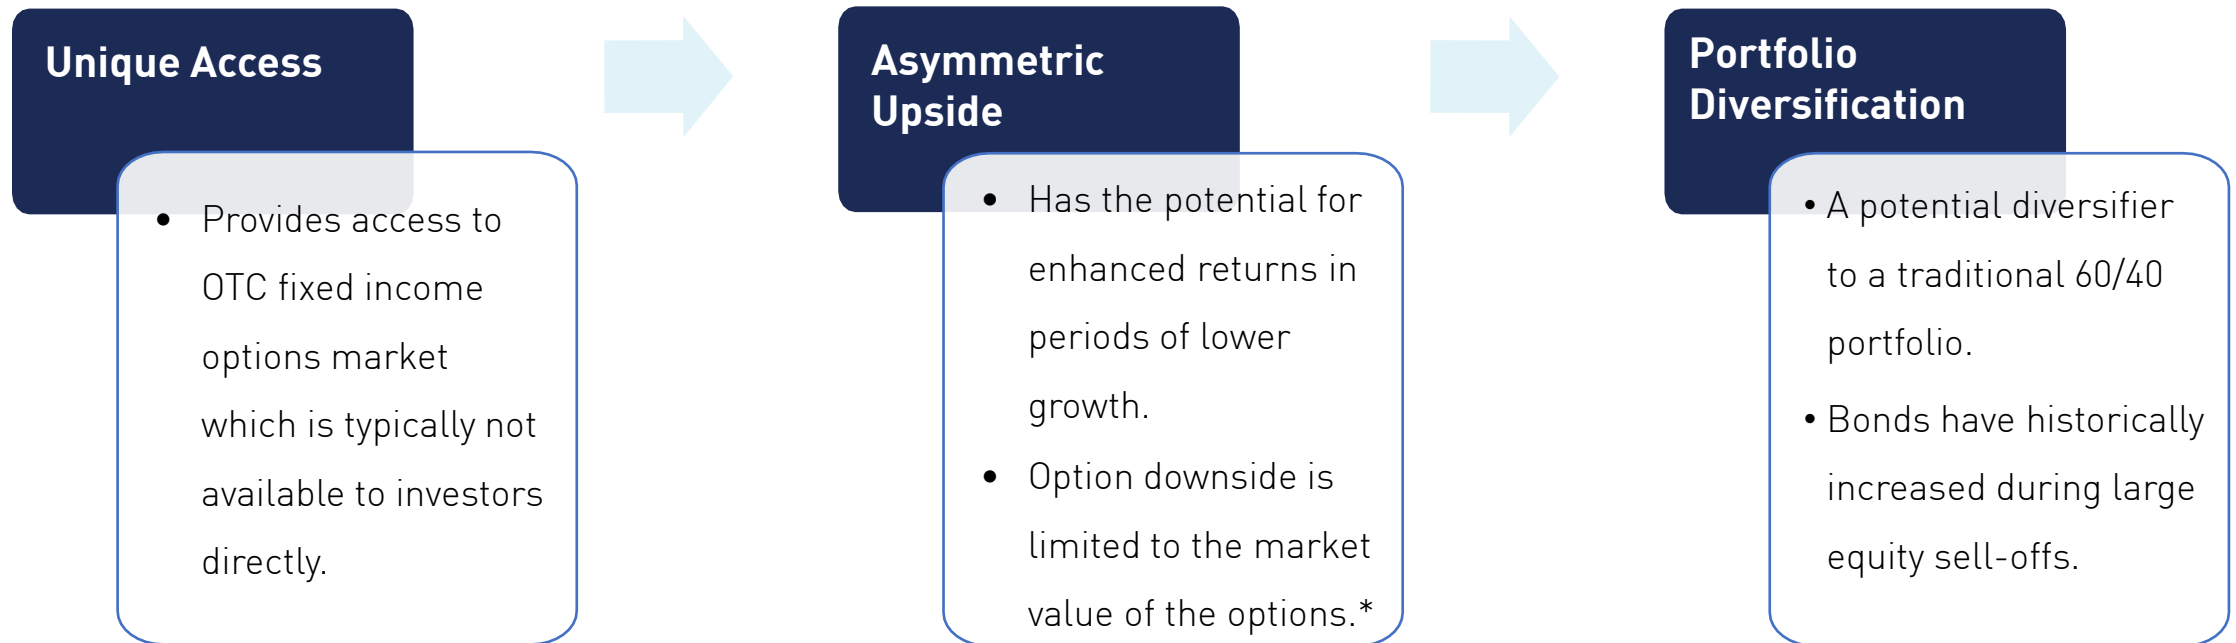 Unique Access
• Provides access to
OTC fixed income
options market
which is typically not
available to investors
directly.
Asymmetric
Upside
• Has the potential for
enhanced returns in
periods of lower
growth.
• Option downside is
limited to the market
value of the options.*
Portfolio
Diversification
• A potential diversifier
to a traditional 60/40
portfolio.
• Bonds have historically
increased during large
equity sell-offs.